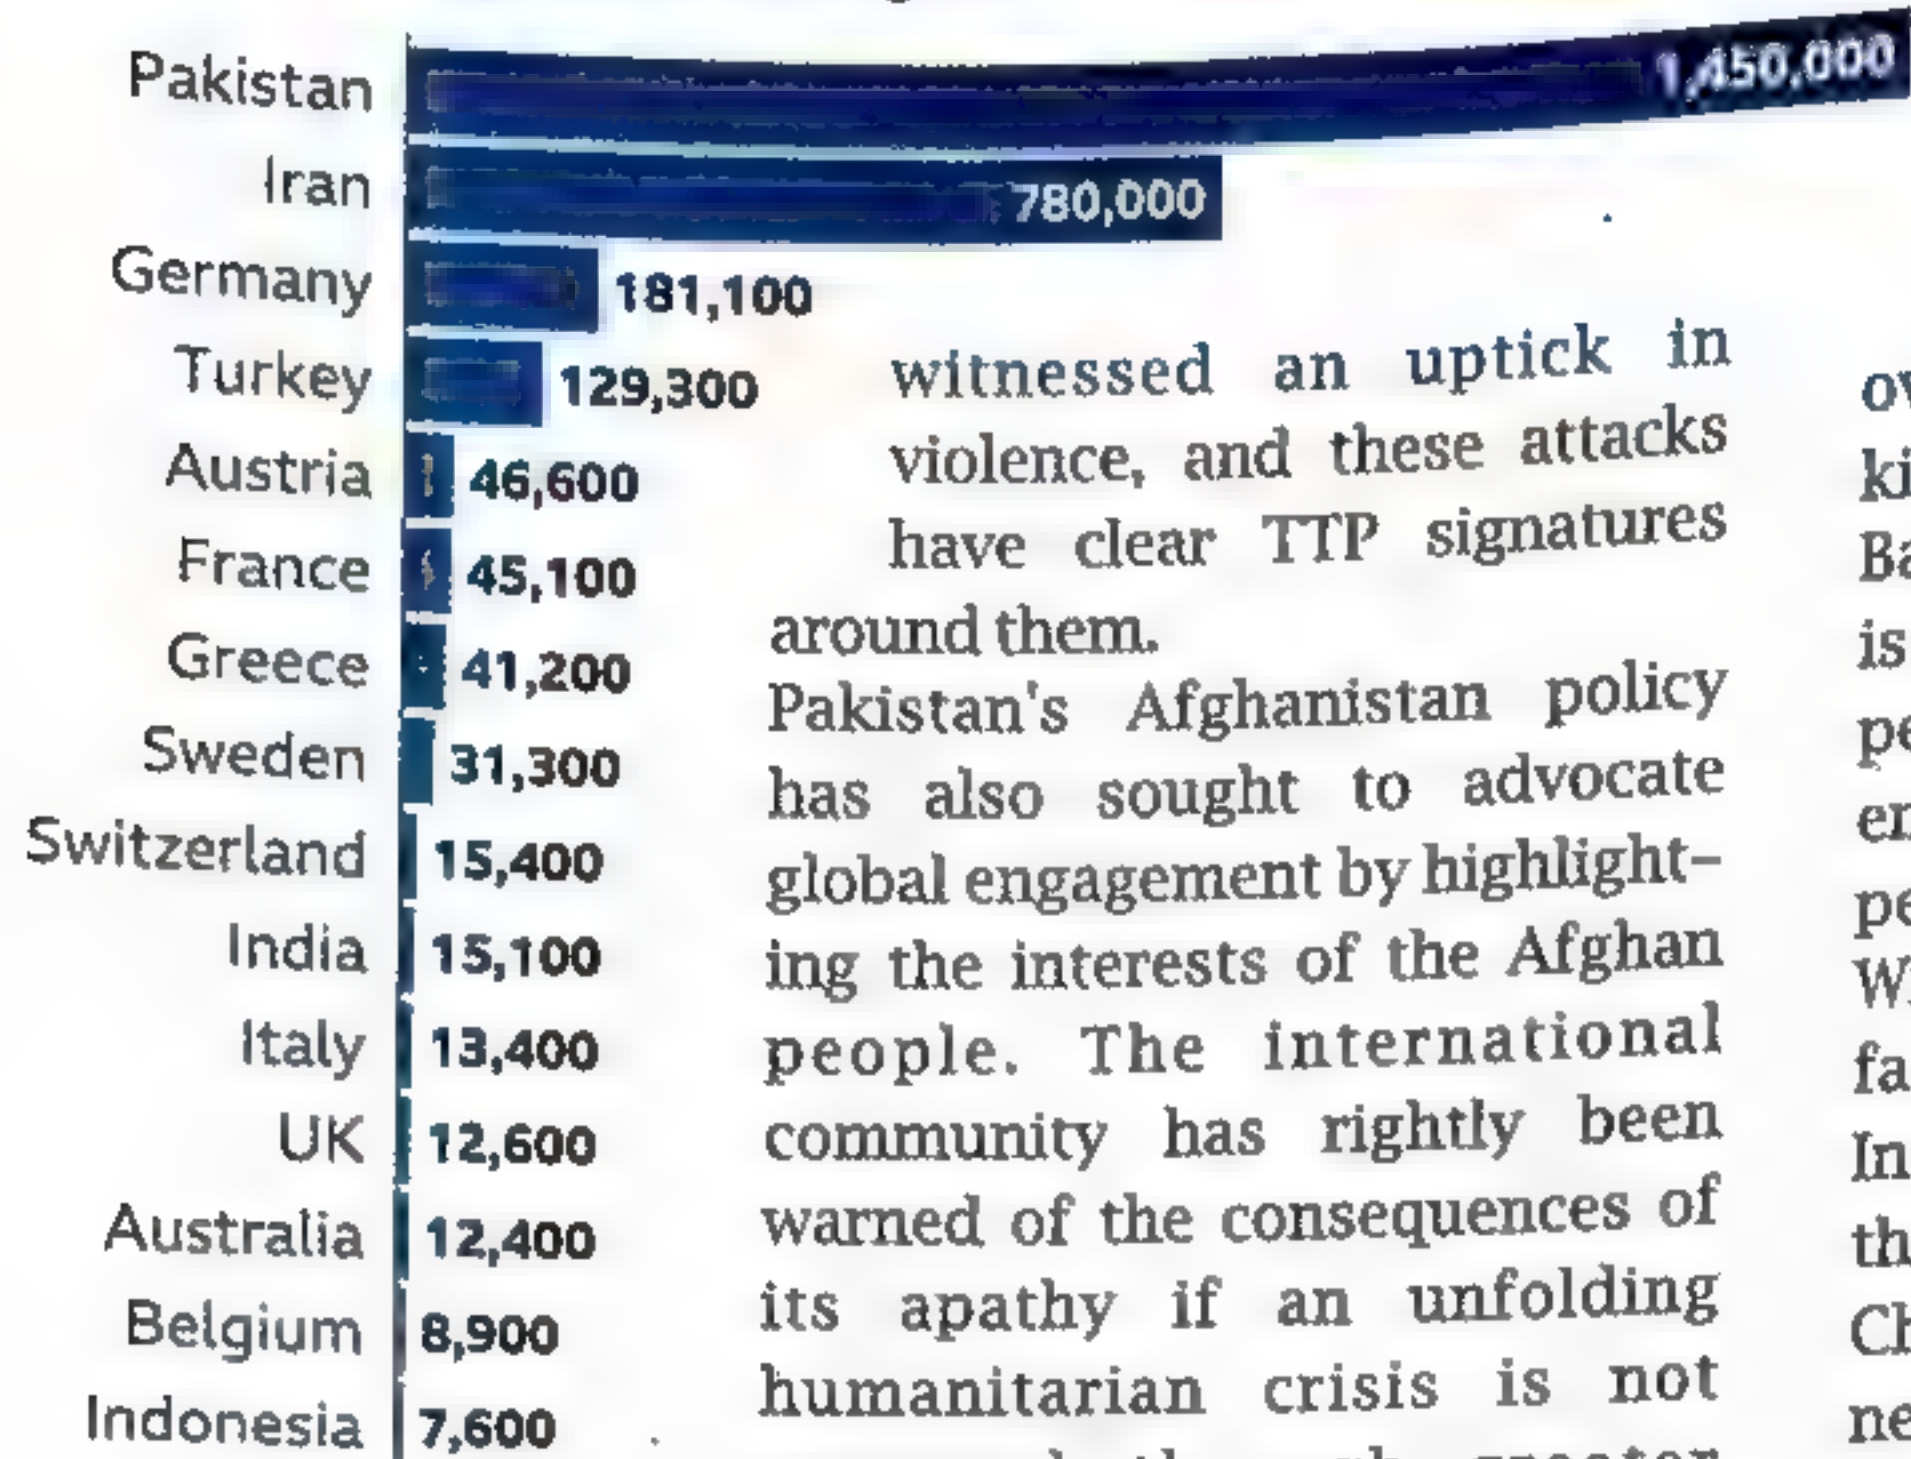 Pakistan 1,450,000
Iran 780,000
Germany 181,100
Turkey 129,300
Austria 46,600
France 45,100
Greece 41,200
Sweden 31,300
Switzerland 15,400
India 15,100
Italy 13,400
UK 12,600
Australia 12,400
Belgium 8,900
Indonesia 7,600
witnessed an uptick in
violence, and these attacks
have clear TTP signatures
around them.
Pakistan's Afghanistan policy
has also sought to advocate
global engagement by highlight-
ing the interests of the Afghan
people. The international
community has rightly been
warned of the consequences of
its apathy if an unfolding
humanitarian crisis is not